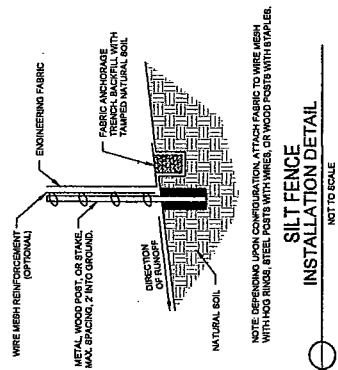 WIRE MESH REINFORCEMENT
(OPTIONAL)
METAL, WOOD POST, OR STAKE,
MAX. SPACING, 2' INTO GROUND.
ENGINEERING FABRIC
FABRIC ANCHORAGE
TRENCH. BACKFILL WITH
TAMPED NATURAL SOIL
DIRECTION
OF RUNOFF
NATURAL SOIL
NOTE: DEPENDING UPON CONFIGURATION, ATTACH FABRIC TO WIRE MESH
WITH HOG RINGS, STEEL POSTS WITH WIRES, OR WOOD POSTS WITH STAPLES.
SILT FENCE
INSTALLATION DETAIL
NOT TO SCALE